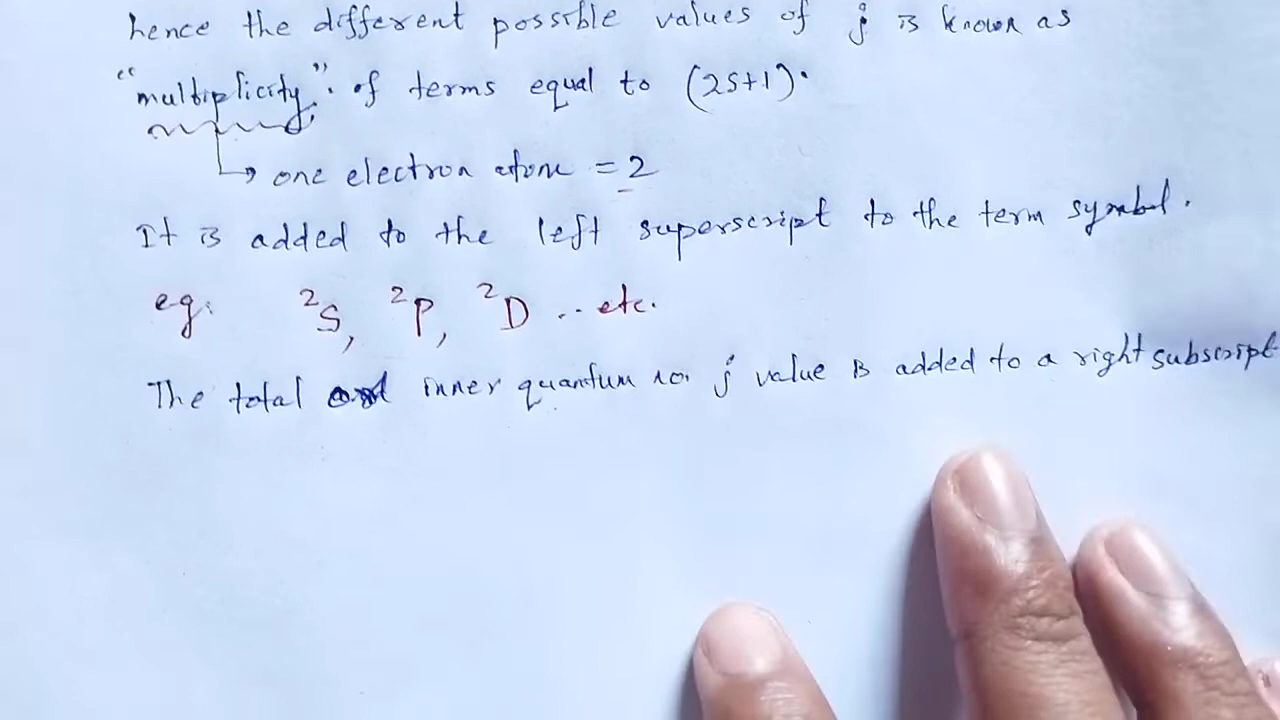 hence the different possible values of j is known as
"multiplicity". of terms equal to (2s+1).
↳ one electron atom = 2
It is added to the left superscript to the term symbol.
eg: ²S, ²P, ²D ... etc.
The total inner quantum no. j value is added to a right subscript